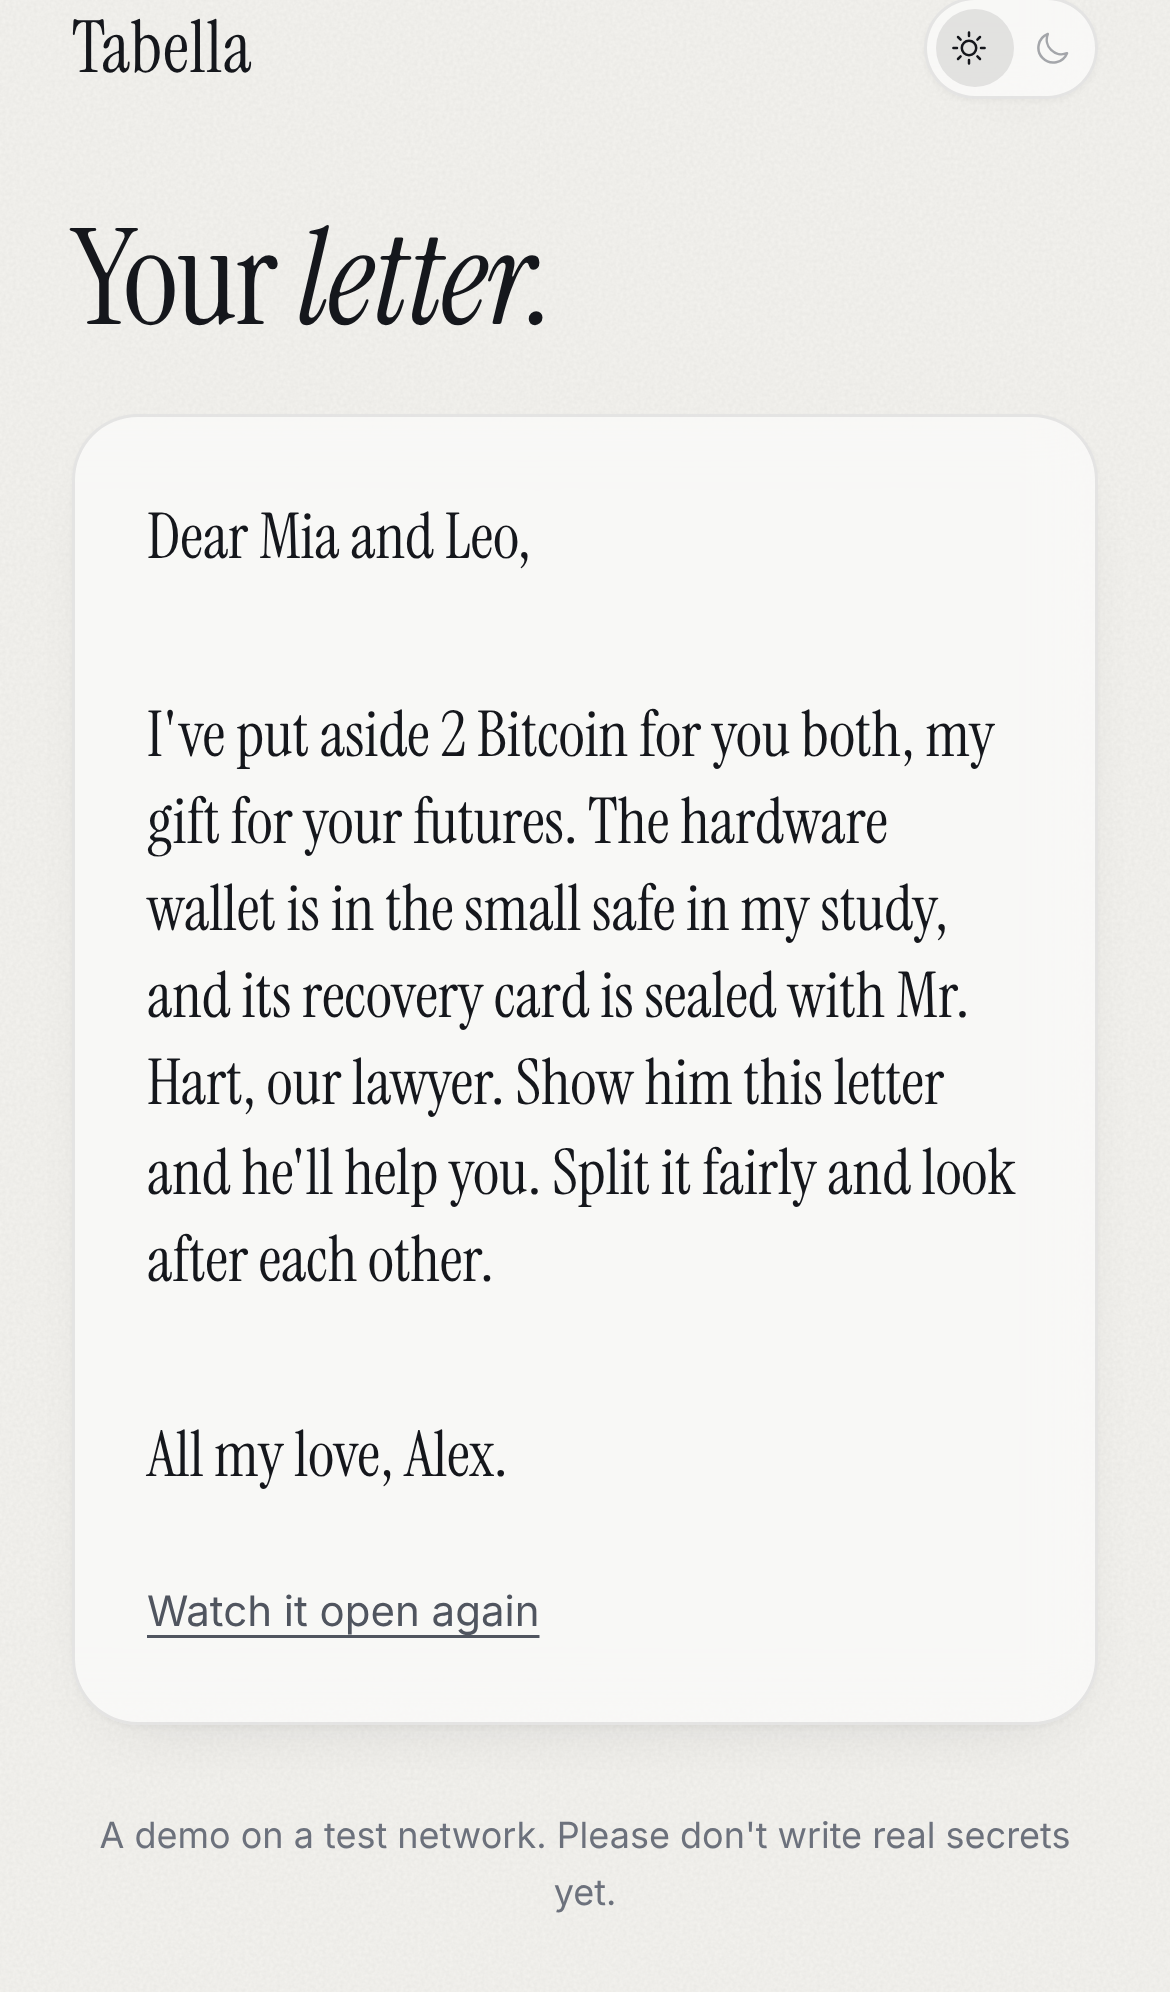 Tabella
Your letter.
Dear Mia and Leo,
I've put aside 2 Bitcoin for you both, my
gift for your futures. The hardware
wallet is in the small safe in my study,
and its recovery card is sealed with Mr.
Hart, our lawyer. Show him this letter
and he'll help you. Split it fairly and look
after each other.
All my love, Alex.
Watch it open again
A demo on a test network. Please don't write real secrets
yet.